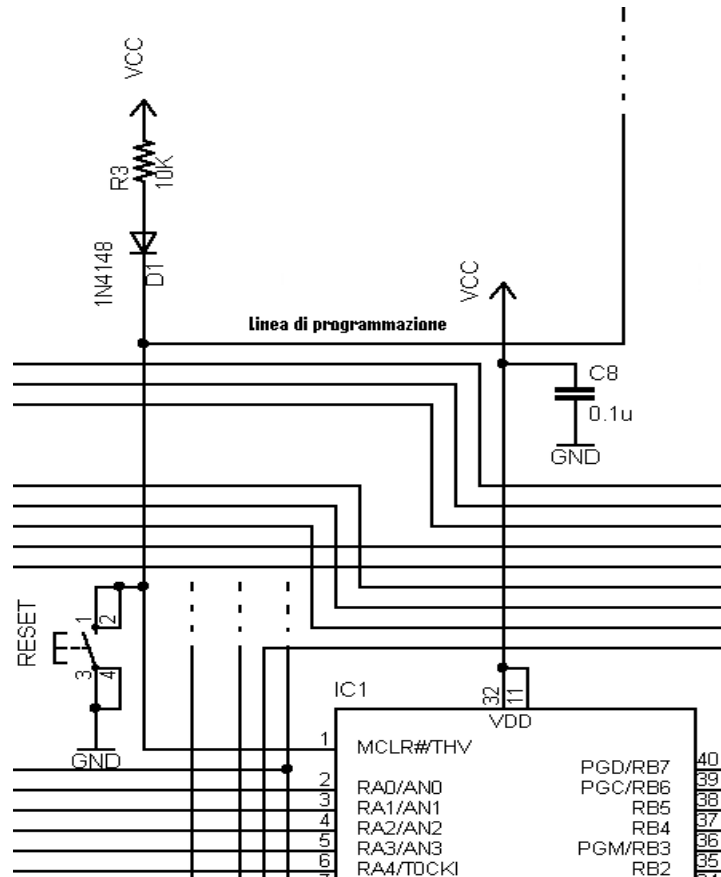 VCC
R3
10K
1N4148
D1
VCC
Linea di programmazione
C8
0.1u
GND
RESET
1
2
3
4
GND
IC1
32
11
VDD
1
MCLR#/THV
2
RA0/AN0
3
RA1/AN1
4
RA2/AN2
5
RA3/AN3
6
RA4/T0CKI
PGD/RB7
40
PGC/RB6
39
RB5
38
RB4
37
PGM/RB3
36
RB2
35